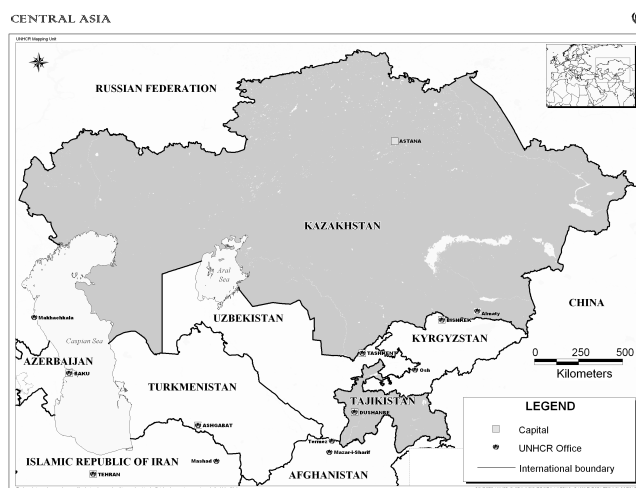 CENTRAL ASIA
UNHCR Mapping Unit
RUSSIAN FEDERATION
ASTANA
KAZAKHSTAN
Aral
Sea
CHINA
Makhachkala
UZBEKISTAN
BISHKEK
Almaty
Caspian Sea
KYRGYZSTAN
TASHKENT
AZERBAIJAN
BAKU
Osh
0 250 500
Kilometers
TURKMENISTAN
TAJIKISTAN
DUSHANBE
LEGEND
Capital
UNHCR Office
International boundary
ASHGABAT
Termez
Mazar-i-Sharif
ISLAMIC REPUBLIC OF IRAN
Mashad
TEHRAN
AFGHANISTAN